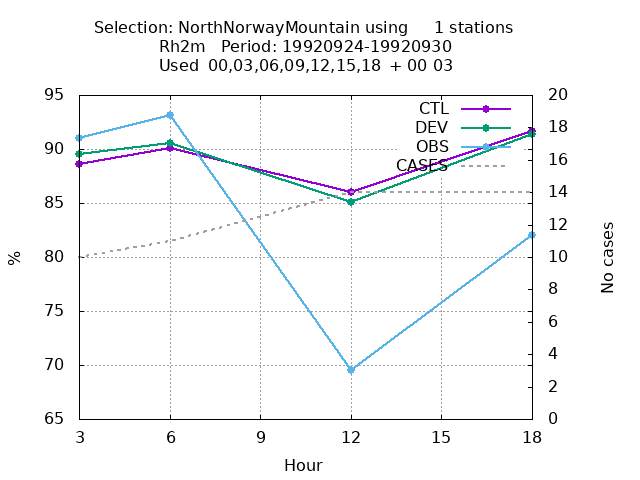 Selection: NorthNorwayMountain using 1 stations
Rh2m Period: 19920924-19920930
Used 00,03,06,09,12,15,18 + 00 03
95
90
85
80
75
70
65
20
18
16
14
12
10
8
6
4
2
0
CTL
DEV
OBS
CASES
%
No cases
3 6 9 12 15 18
Hour